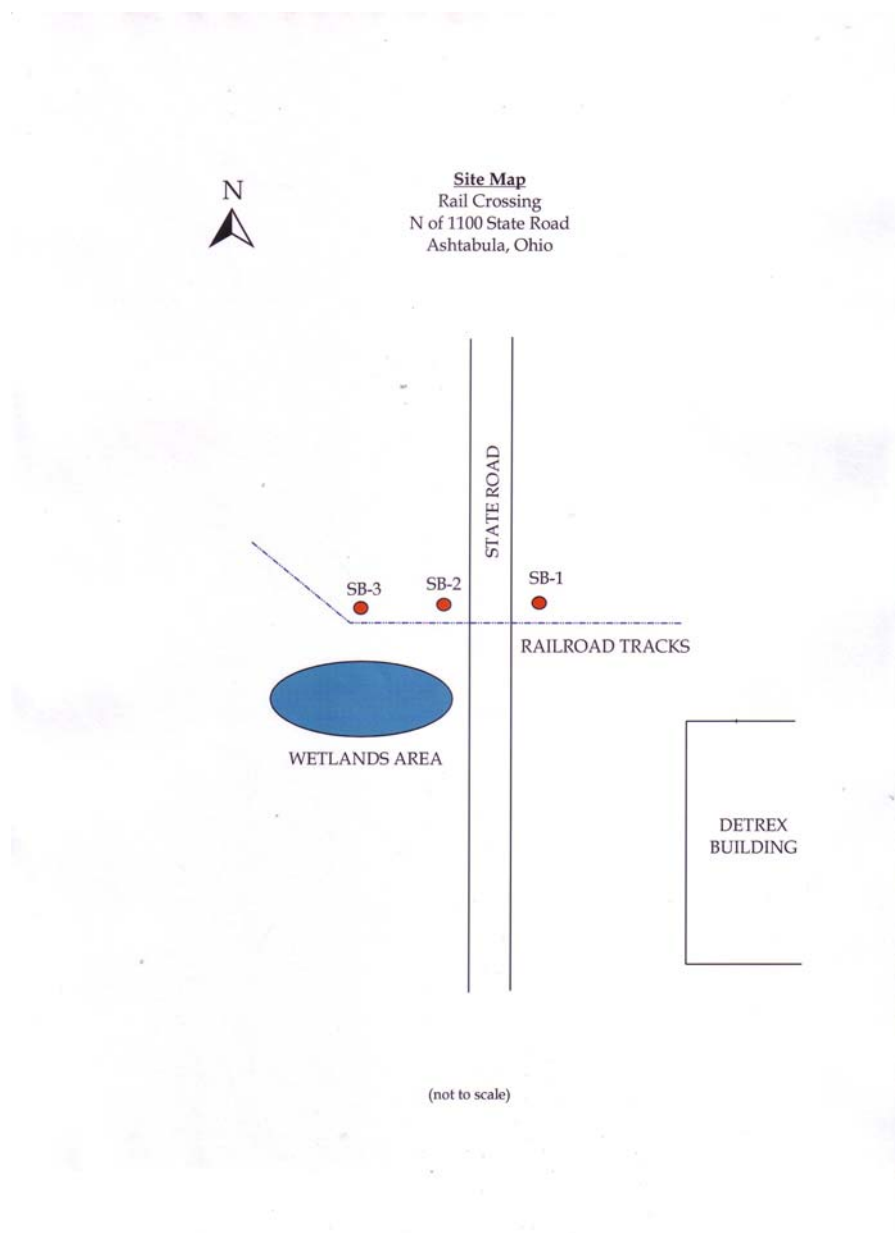 Site Map
Rail Crossing
N of 1100 State Road
Ashtabula, Ohio
N
STATE ROAD
SB-3
SB-2
SB-1
RAILROAD TRACKS
WETLANDS AREA
DETREX
BUILDING
(not to scale)